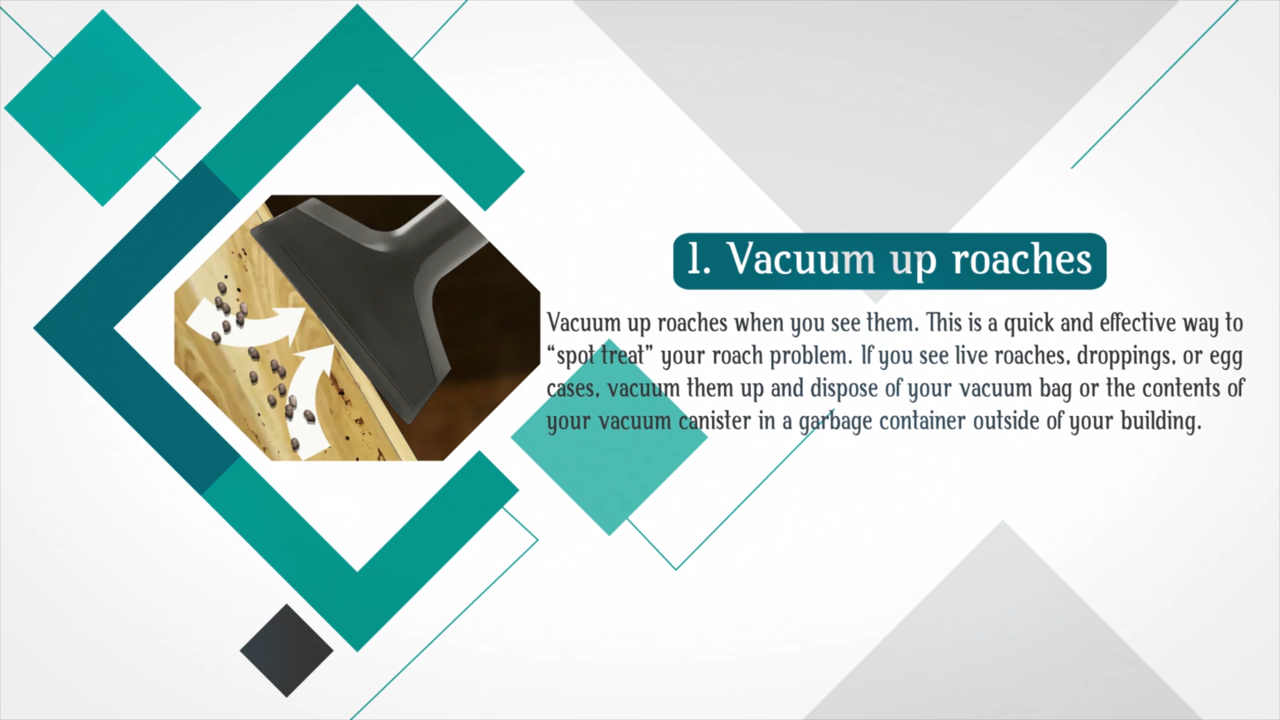 1. Vacuum up roaches
Vacuum up roaches when you see them. This is a quick and effective way to
“spot treat” your roach problem. If you see live roaches, droppings, or egg
cases, vacuum them up and dispose of your vacuum bag or the contents of
your vacuum canister in a garbage container outside of your building.